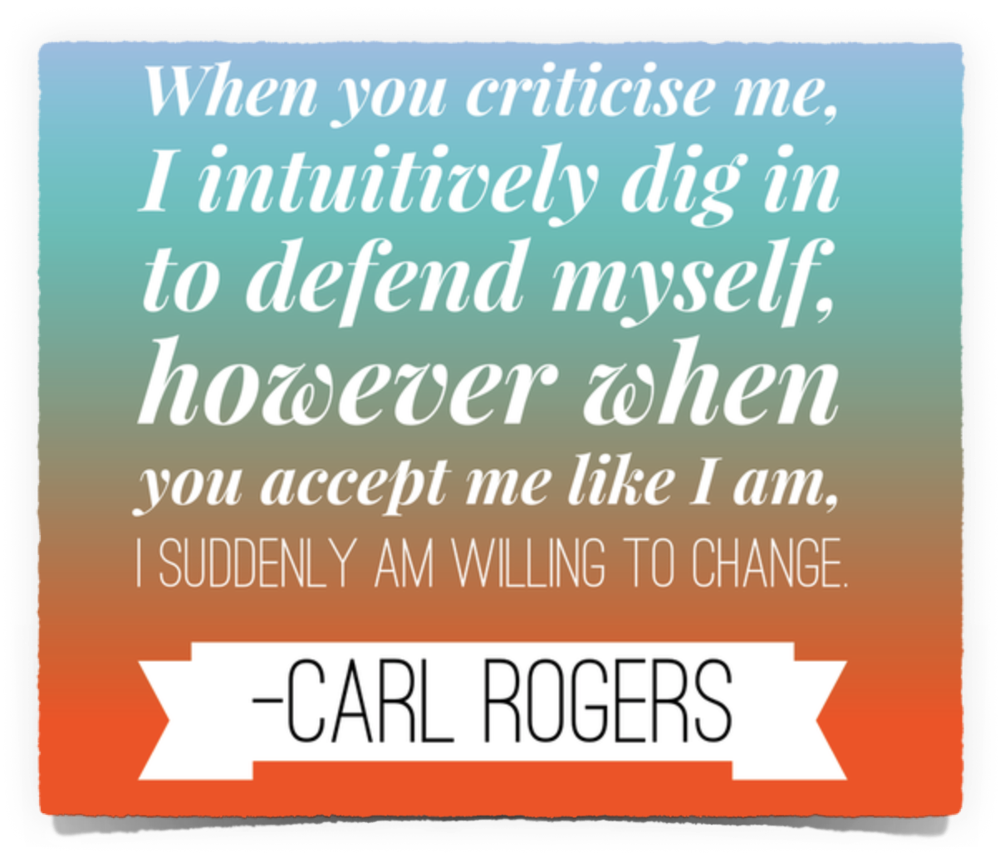 When you criticise me,
I intuitively dig in
to defend myself,
however when
you accept me like I am,
I SUDDENLY AM WILLING TO CHANGE.
-CARL ROGERS